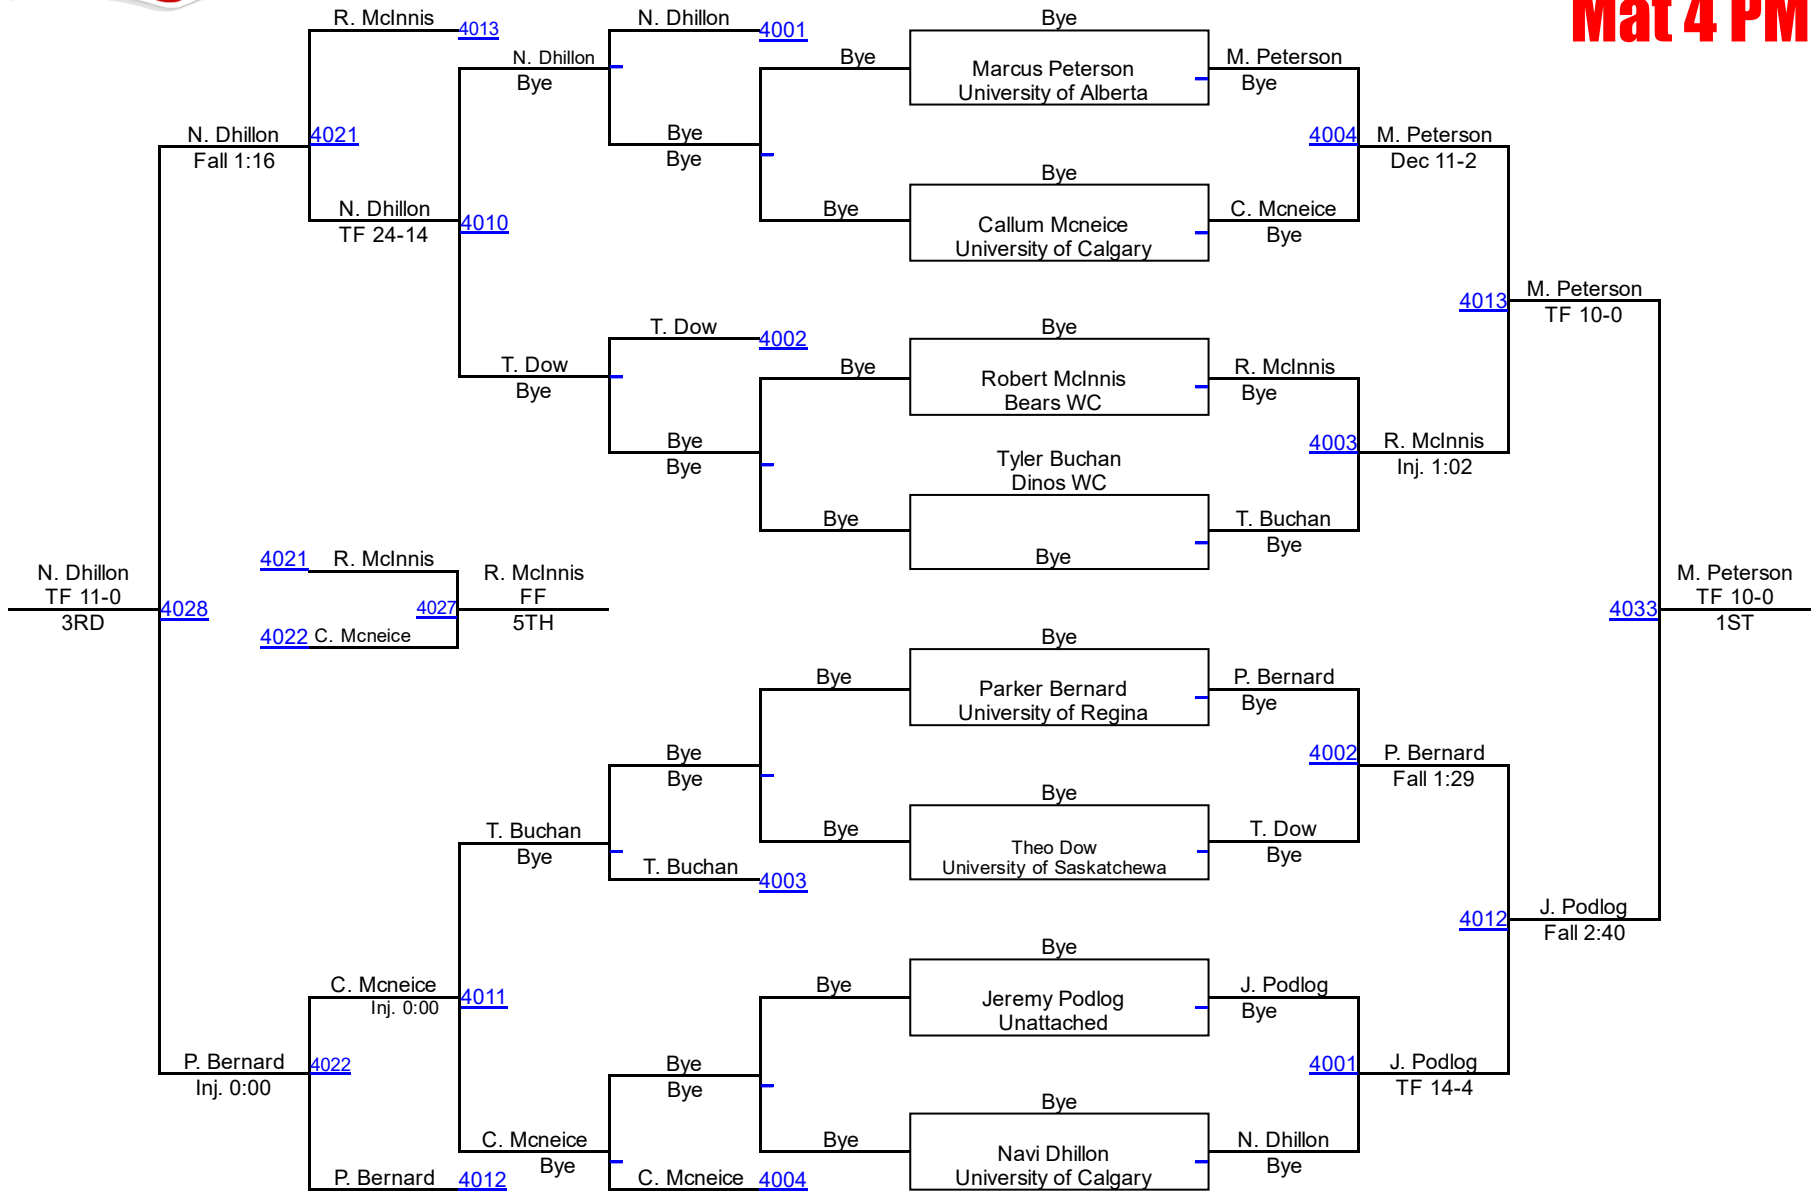 Mat 4 PM
R. McInnis
4013
N. Dhillon
4001
Bye
N. Dhillon
Bye
Bye
Marcus Peterson
University of Alberta
M. Peterson
Bye
N. Dhillon
Fall 1:16
4021
Bye
Bye
4004
M. Peterson
Dec 11-2
Bye
N. Dhillon
TF 24-14
4010
Bye
Callum Mcneice
University of Calgary
C. Mcneice
Bye
4013
M. Peterson
TF 10-0
T. Dow
4002
Bye
T. Dow
Bye
Bye
Robert McInnis
Bears WC
R. McInnis
Bye
Bye
Bye
4003
R. McInnis
Inj. 1:02
Tyler Buchan
Dinos WC
Bye
T. Buchan
Bye
Bye
4021
R. McInnis
N. Dhillon
TF 11-0
3RD
4028
4027
R. McInnis
FF
5TH
4022
C. Mcneice
4033
M. Peterson
TF 10-0
1ST
Bye
Bye
Parker Bernard
University of Regina
P. Bernard
Bye
Bye
Bye
4002
P. Bernard
Fall 1:29
Bye
T. Buchan
Bye
Bye
Theo Dow
University of Saskatchewa
T. Dow
Bye
T. Buchan
4003
4012
J. Podlog
Fall 2:40
Bye
C. Mcneice
Inj. 0:00
4011
Bye
Jeremy Podlog
Unattached
J. Podlog
Bye
P. Bernard
Inj. 0:00
4022
Bye
Bye
4001
J. Podlog
TF 14-4
Bye
C. Mcneice
Bye
Bye
Navi Dhillon
University of Calgary
N. Dhillon
Bye
P. Bernard
4012
C. Mcneice
4004